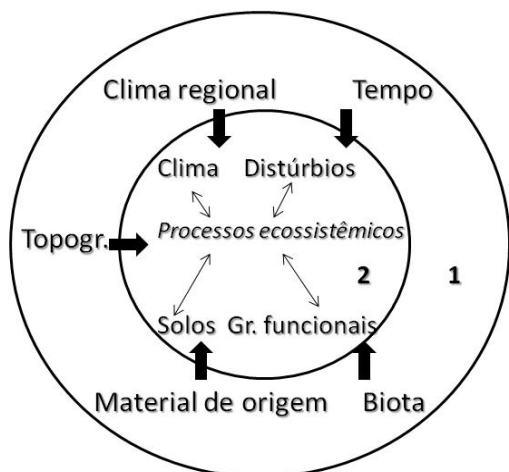 Clima regional Tempo
Clima Distúrbios
Topogr. Processos ecossistêmicos
2 1
Solos Gr. funcionais
Material de origem Biota